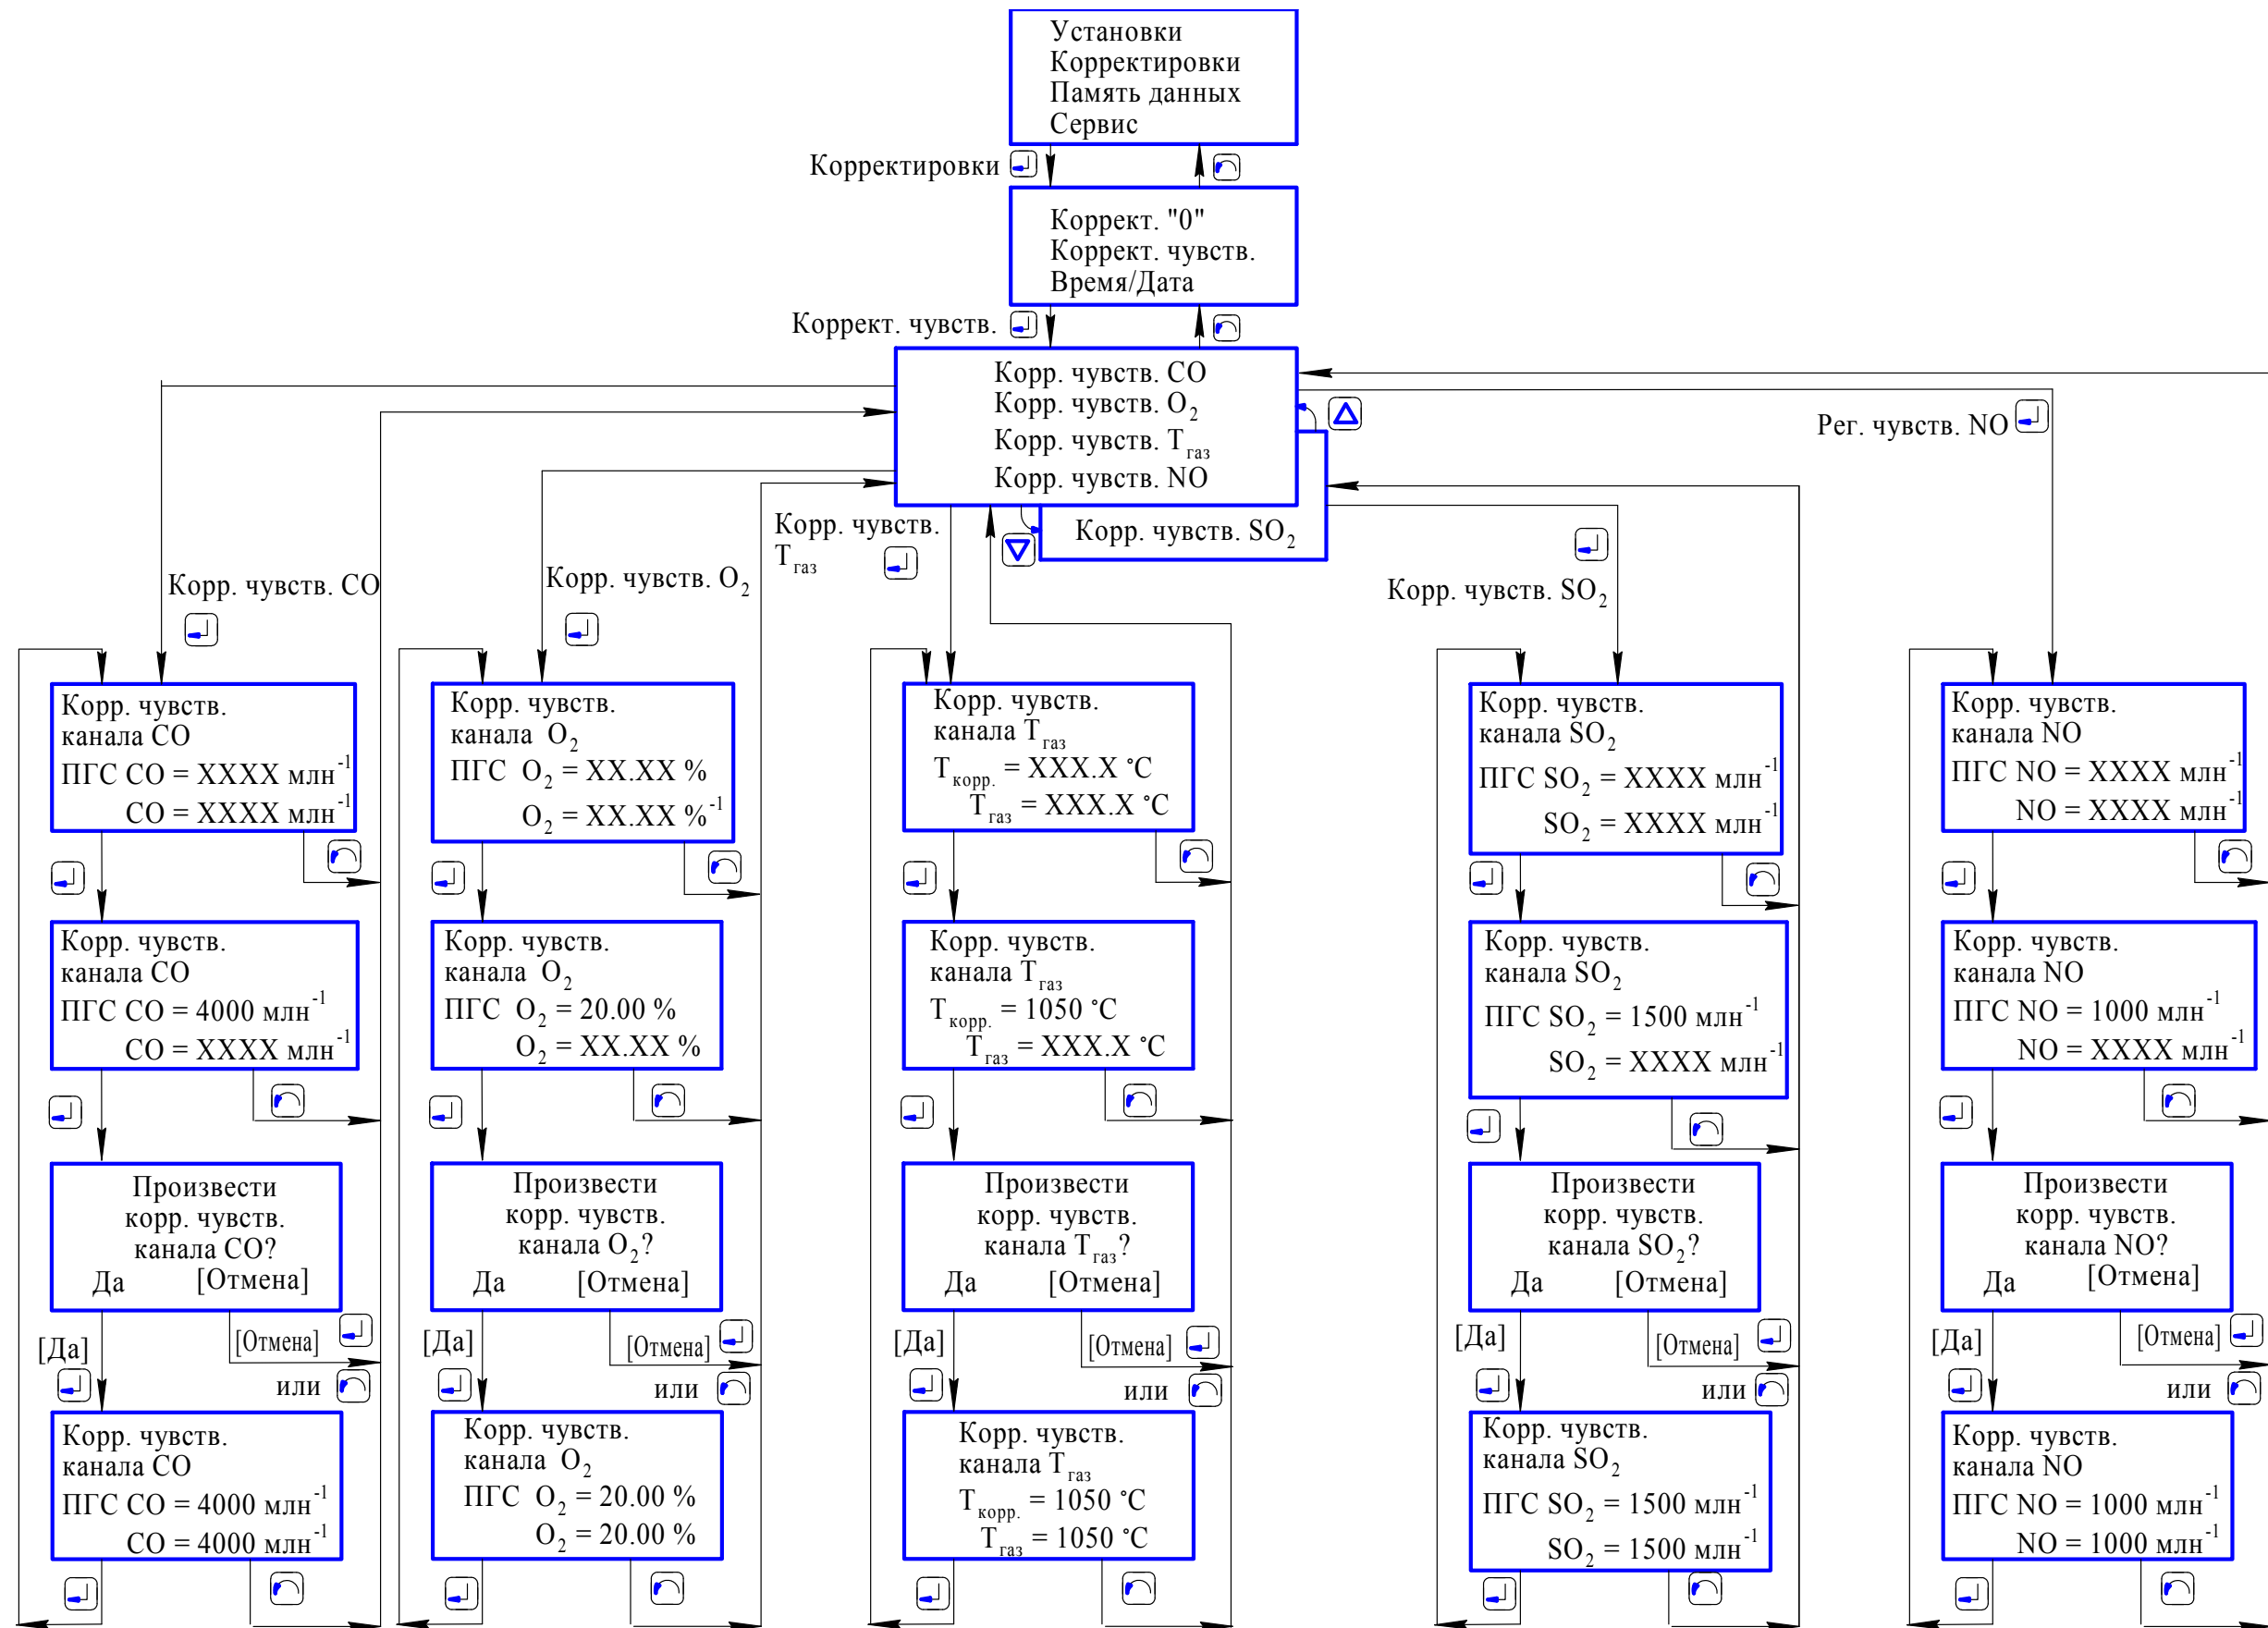 Установки
Корректировки
Память данных
Сервис
Корректировки
Коррект. "0"
Коррект. чувств.
Время/Дата
Коррект. чувств.
Корр. чувств. CO
Корр. чувств. O₂
Корр. чувств. Tгаз
Корр. чувств. NO
Корр. чувств. SO₂
Корр. чувств. CO
Корр. чувств. O₂
Корр. чувств.
Tгаз
Корр. чувств. SO₂
Рег. чувств. NO
Корр. чувств.
канала CO
ПГС CO = XXXX млн⁻¹
CO = XXXX млн⁻¹
Корр. чувств.
канала CO
ПГС CO = 4000 млн⁻¹
CO = XXXX млн⁻¹
Произвести
корр. чувств.
канала CO?
Да [Отмена]
[Да]
[Отмена]
или
Корр. чувств.
канала CO
ПГС CO = 4000 млн⁻¹
CO = 4000 млн⁻¹
Корр. чувств.
канала O₂
ПГС O₂ = XX.XX %
O₂ = XX.XX %⁻¹
Корр. чувств.
канала O₂
ПГС O₂ = 20.00 %
O₂ = XX.XX %
Произвести
корр. чувств.
канала O₂?
Да [Отмена]
[Да]
[Отмена]
или
Корр. чувств.
канала O₂
ПГС O₂ = 20.00 %
O₂ = 20.00 %
Корр. чувств.
канала Tгаз
Tкорр. = XXX.X °C
Tгаз = XXX.X °C
Корр. чувств.
канала Tгаз
Tкорр. = 1050 °C
Tгаз = XXX.X °C
Произвести
корр. чувств.
канала Tгаз?
Да [Отмена]
[Да]
[Отмена]
или
Корр. чувств.
канала Tгаз
Tкорр. = 1050 °C
Tгаз = 1050 °C
Корр. чувств.
канала SO₂
ПГС SO₂ = XXXX млн⁻¹
SO₂ = XXXX млн⁻¹
Корр. чувств.
канала SO₂
ПГС SO₂ = 1500 млн⁻¹
SO₂ = XXXX млн⁻¹
Произвести
корр. чувств.
канала SO₂?
Да [Отмена]
[Да]
[Отмена]
или
Корр. чувств.
канала SO₂
ПГС SO₂ = 1500 млн⁻¹
SO₂ = 1500 млн⁻¹
Корр. чувств.
канала NO
ПГС NO = XXXX млн⁻¹
NO = XXXX млн⁻¹
Корр. чувств.
канала NO
ПГС NO = 1000 млн⁻¹
NO = XXXX млн⁻¹
Произвести
корр. чувств.
канала NO?
Да [Отмена]
[Да]
[Отмена]
или
Корр. чувств.
канала NO
ПГС NO = 1000 млн⁻¹
NO = 1000 млн⁻¹